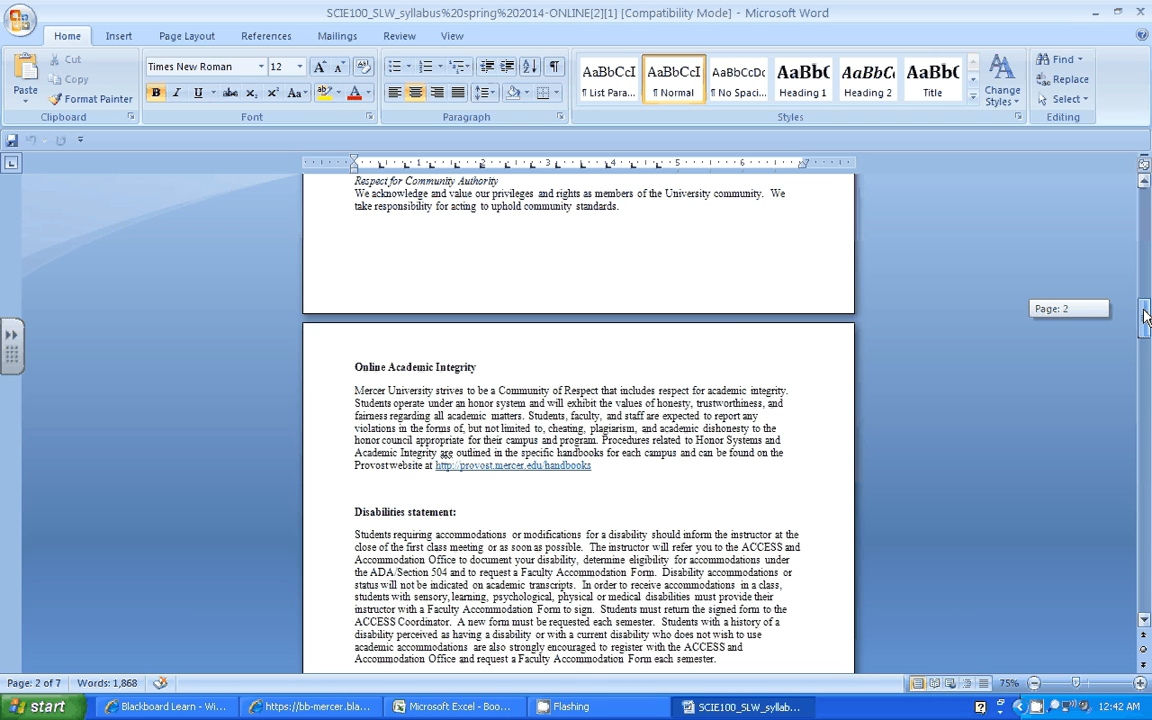 SCIE100_SLW_syllabus%20spring%202014-ONLINE[2][1] [Compatibility Mode] - Microsoft Word
Home Insert Page Layout References Mailings Review View
Paste
Cut
Copy
Format Painter
Clipboard
Times New Roman 12
Font
Paragraph
AaBbCcI AaBbCcI AaBbCcDc AaBbC AaBbCcI AaBbC
¶ List Para... ¶ Normal ¶ No Spaci... Heading 1 Heading 2 Title
Change Styles
Styles
Find
Replace
Select
Editing
1 2 3 4 5 6 7
Respect for Community Authority
We acknowledge and value our privileges and rights as members of the University community. We
take responsibility for acting to uphold community standards.
Page: 2
Online Academic Integrity
Mercer University strives to be a Community of Respect that includes respect for academic integrity.
Students operate under an honor system and will exhibit the values of honesty, trustworthiness, and
fairness regarding all academic matters. Students, faculty, and staff are expected to report any
violations in the forms of, but not limited to, cheating, plagiarism, and academic dishonesty to the
honor council appropriate for their campus and program. Procedures related to Honor Systems and
Academic Integrity are outlined in the specific handbooks for each campus and can be found on the
Provost website at http://provost.mercer.edu/handbooks
Disabilities statement:
Students requiring accommodations or modifications for a disability should inform the instructor at the
close of the first class meeting or as soon as possible. The instructor will refer you to the ACCESS and
Accommodation Office to document your disability, determine eligibility for accommodations under
the ADA/Section 504 and to request a Faculty Accommodation Form. Disability accommodations or
status will not be indicated on academic transcripts. In order to receive accommodations in a class,
students with sensory, learning, psychological, physical or medical disabilities must provide their
instructor with a Faculty Accommodation Form to sign. Students must return the signed form to the
ACCESS Coordinator. A new form must be requested each semester. Students with a history of a
disability perceived as having a disability or with a current disability who does not wish to use
academic accommodations are also strongly encouraged to register with the ACCESS and
Accommodation Office and request a Faculty Accommodation Form each semester.
Page: 2 of 7 Words: 1,868 75%
start Blackboard Learn - Wi... https://bb-mercer.bla... Microsoft Excel - Boo... Flashing SCIE100_SLW_syllab... 12:42 AM